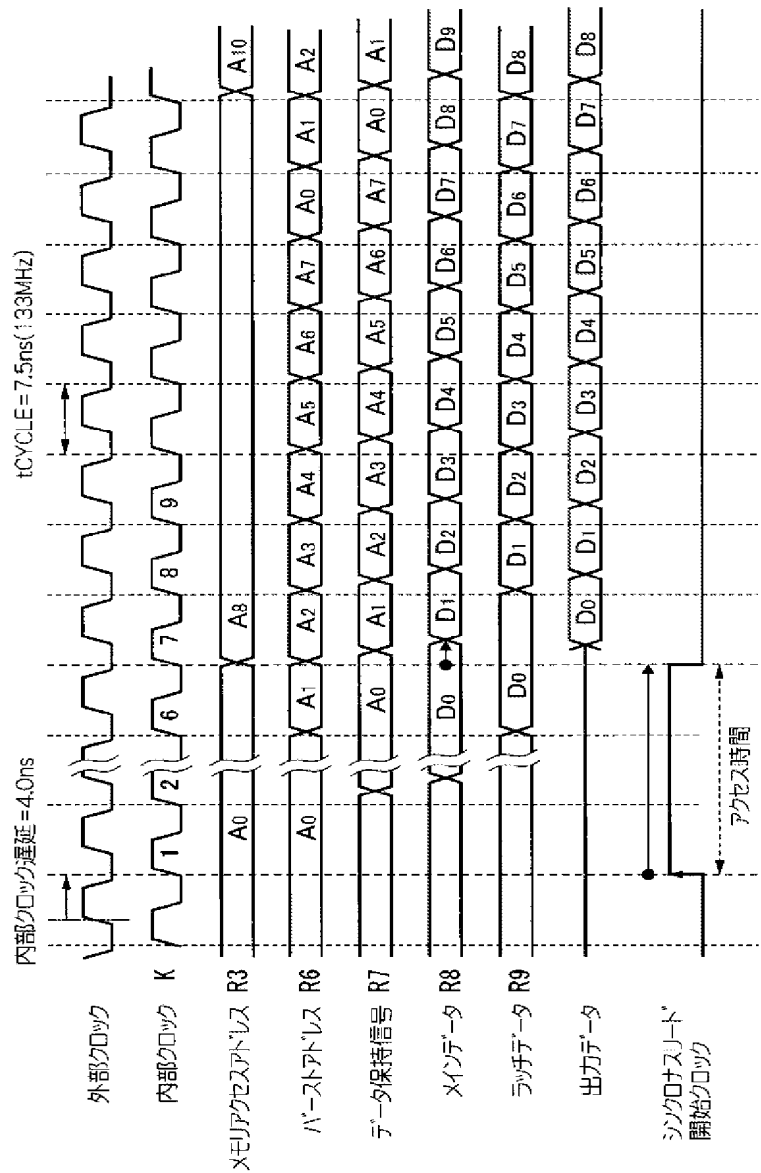 内部クロック遅延=4.0ns
tCYCLE=7.5ns(133MHz)
外部クロック
内部クロック K
1 2 6 7 8 9
メモリアクセスアドレス R3
A0 A8 A10
バーストアドレス R6
A0 A1 A2 A3 A4 A5 A6 A7 A0 A1 A2
データ保持信号 R7
A0 A1 A2 A3 A4 A5 A6 A7 A0 A1
メインデータ R8
D0 D1 D2 D3 D4 D5 D6 D7 D8 D9
ラッチデータ R9
D0 D1 D2 D3 D4 D5 D6 D7 D8
出力データ
D0 D1 D2 D3 D4 D5 D6 D7 D8
シンクロナスリード
開始クロック
アクセス時間